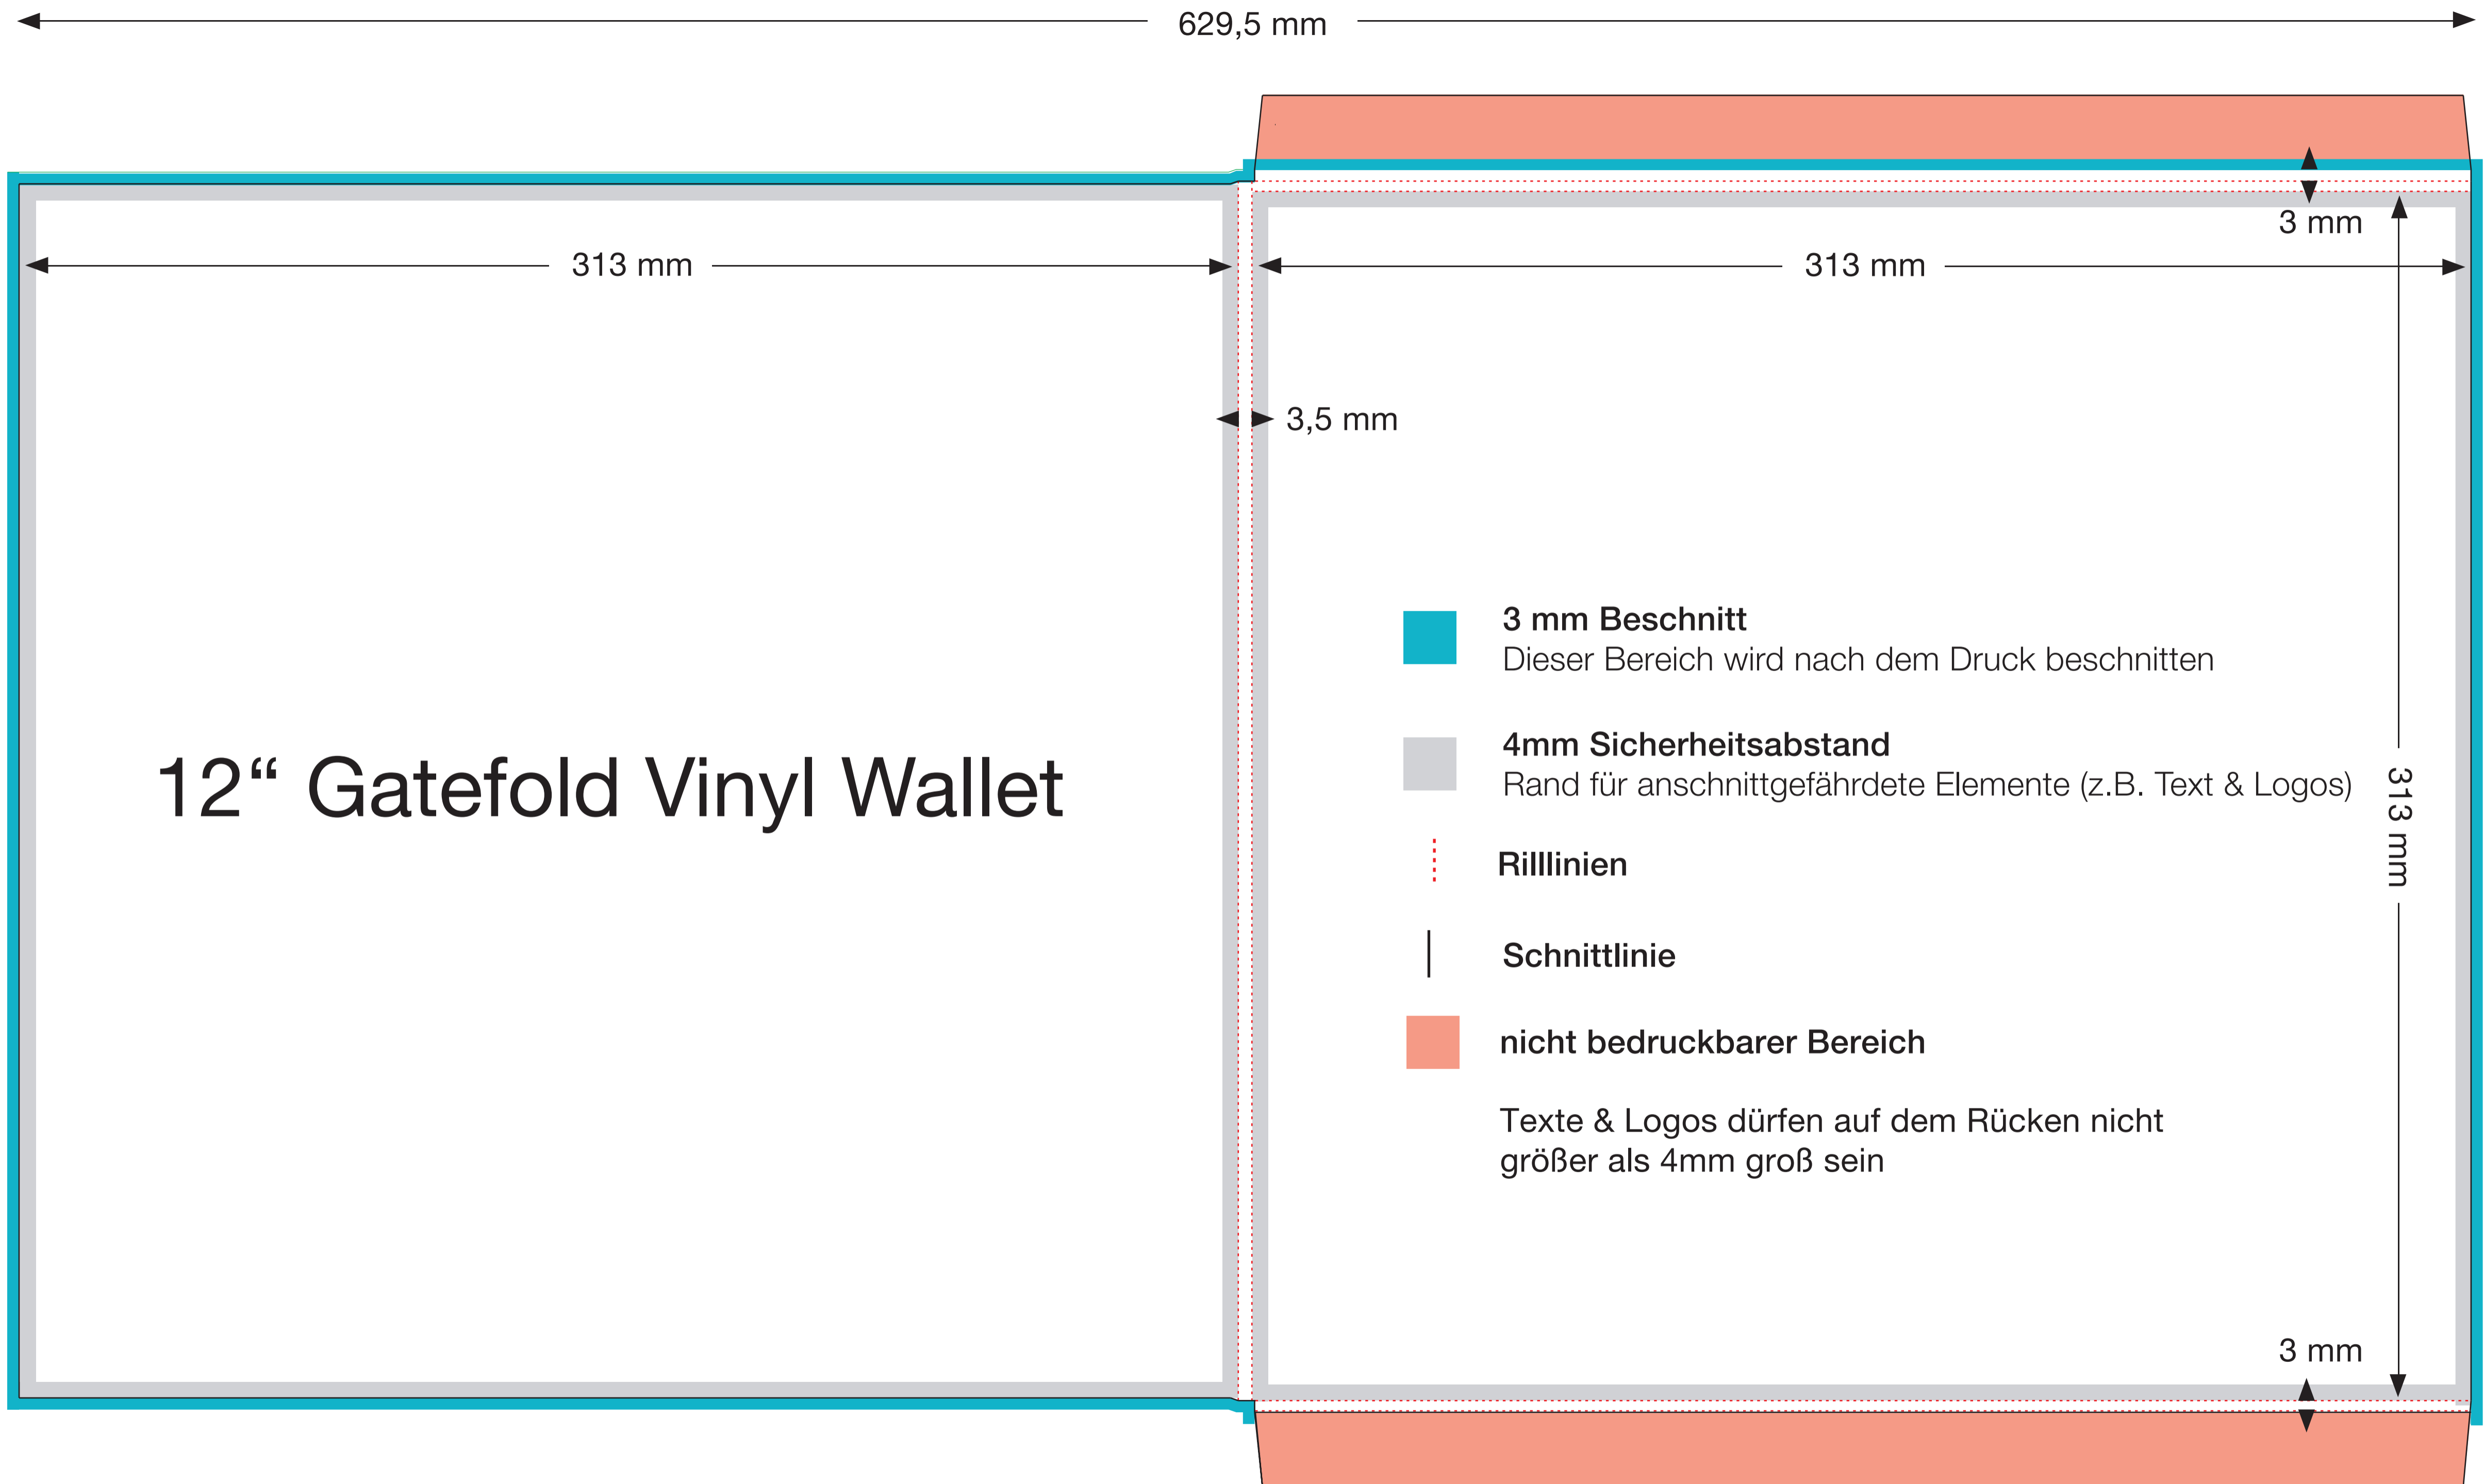 629,5 mm
3 mm
313 mm
313 mm
3,5 mm
3 mm Beschnitt
Dieser Bereich wird nach dem Druck beschnitten
4mm Sicherheitsabstand
Rand für anschnittgefährdete Elemente (z.B. Text & Logos)
12“ Gatefold Vinyl Wallet
313 mm
Rilllinien
Schnittlinie
nicht bedruckbarer Bereich
Texte & Logos dürfen auf dem Rücken nicht
größer als 4mm groß sein
3 mm